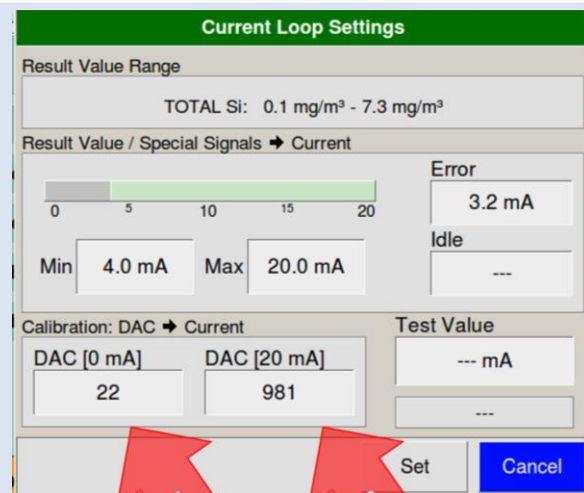 Current Loop Settings
Result Value Range
TOTAL Si: 0.1 mg/m³ - 7.3 mg/m³
Result Value / Special Signals ➔ Current
0 5 10 15 20
Error
3.2 mA
Min 4.0 mA Max 20.0 mA
Idle
---
Calibration: DAC ➔ Current
DAC [0 mA] DAC [20 mA]
22 981
Test Value
--- mA
---
Set Cancel